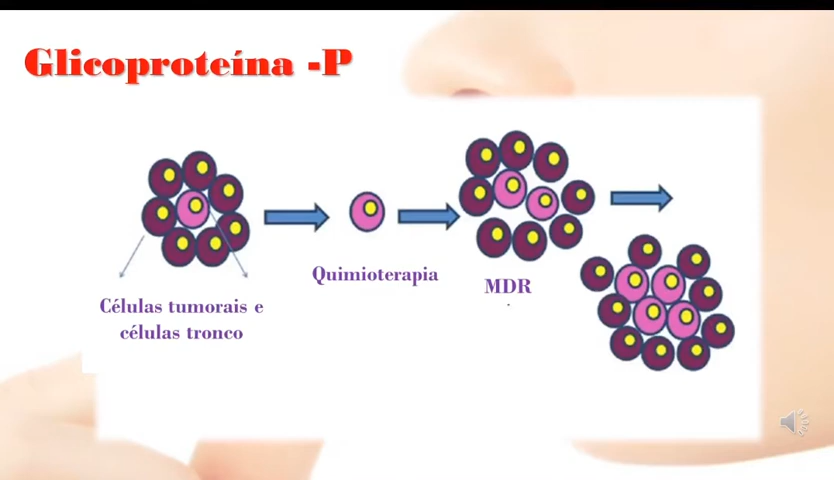 Glicoproteína -P
Quimioterapia
MDR
Células tumorais e
células tronco